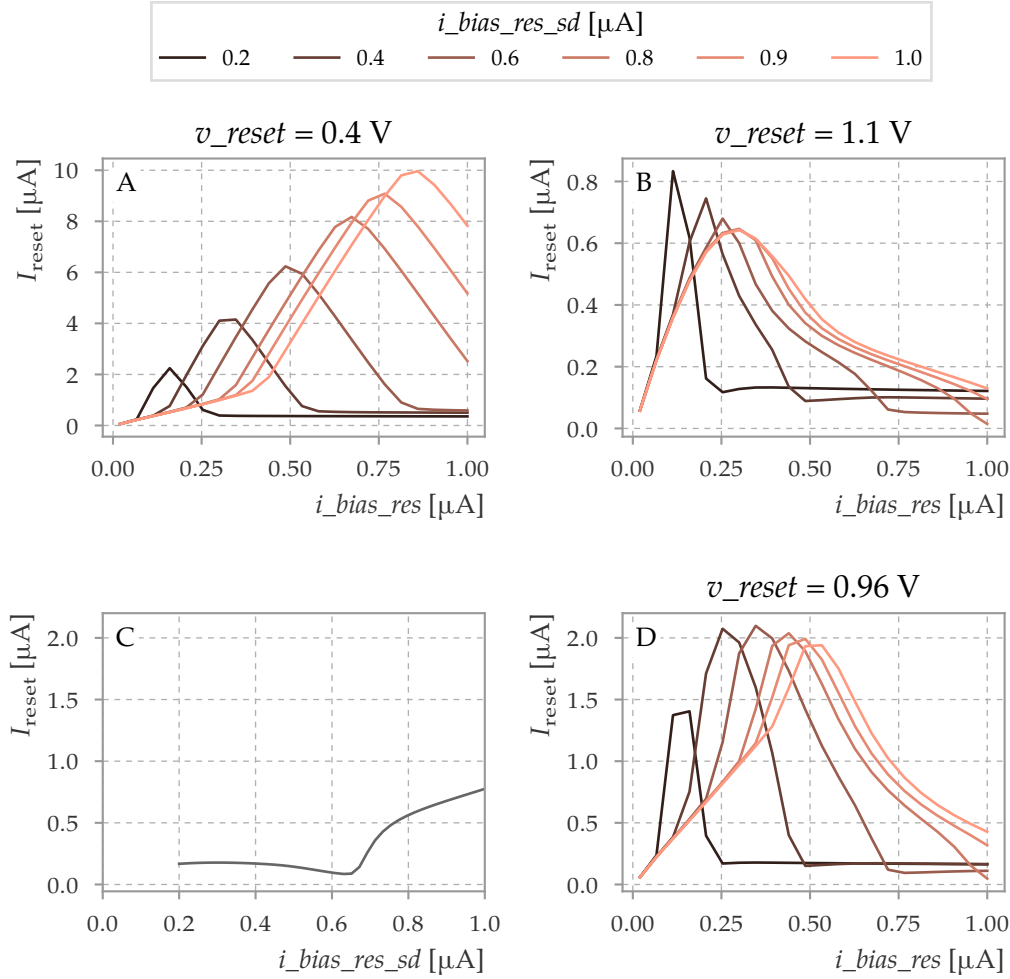 i_bias_res_sd [µA]
0.2 0.4 0.6 0.8 0.9 1.0
v_reset = 0.4 V
A
I_reset [µA]
10
8
6
4
2
0
0.00 0.25 0.50 0.75 1.00
i_bias_res [µA]
v_reset = 1.1 V
B
I_reset [µA]
0.8
0.6
0.4
0.2
0.0
0.00 0.25 0.50 0.75 1.00
i_bias_res [µA]
C
I_reset [µA]
2.0
1.5
1.0
0.5
0.0
0.0 0.2 0.4 0.6 0.8 1.0
i_bias_res_sd [µA]
v_reset = 0.96 V
D
I_reset [µA]
2.0
1.5
1.0
0.5
0.0
0.00 0.25 0.50 0.75 1.00
i_bias_res [µA]